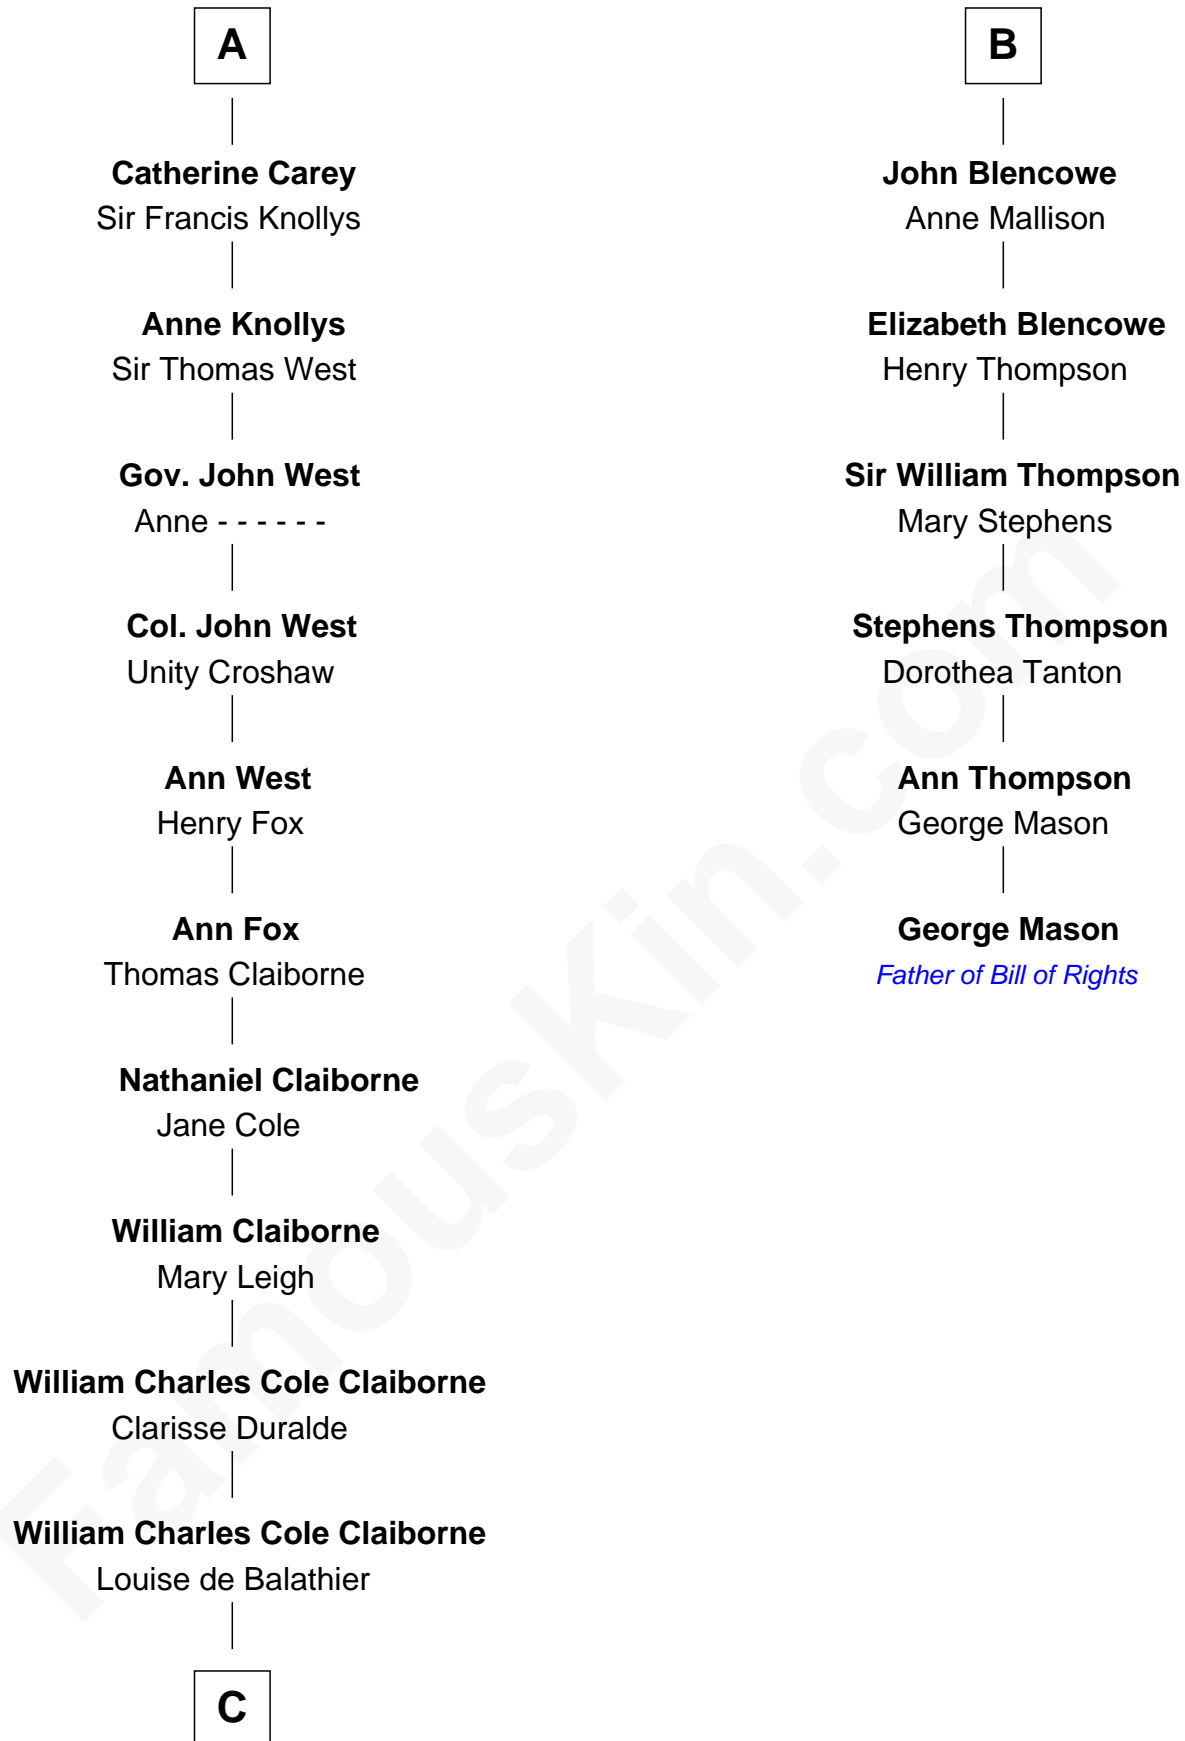 A
Catherine Carey
Sir Francis Knollys
Anne Knollys
Sir Thomas West
Gov. John West
Anne - - - - - -
Col. John West
Unity Croshaw
Ann West
Henry Fox
Ann Fox
Thomas Claiborne
Nathaniel Claiborne
Jane Cole
William Claiborne
Mary Leigh
William Charles Cole Claiborne
Clarisse Duralde
William Charles Cole Claiborne
Louise de Balathier
C
B
John Blencowe
Anne Mallison
Elizabeth Blencowe
Henry Thompson
Sir William Thompson
Mary Stephens
Stephens Thompson
Dorothea Tanton
Ann Thompson
George Mason
George Mason
Father of Bill of Rights
FamousKin.com